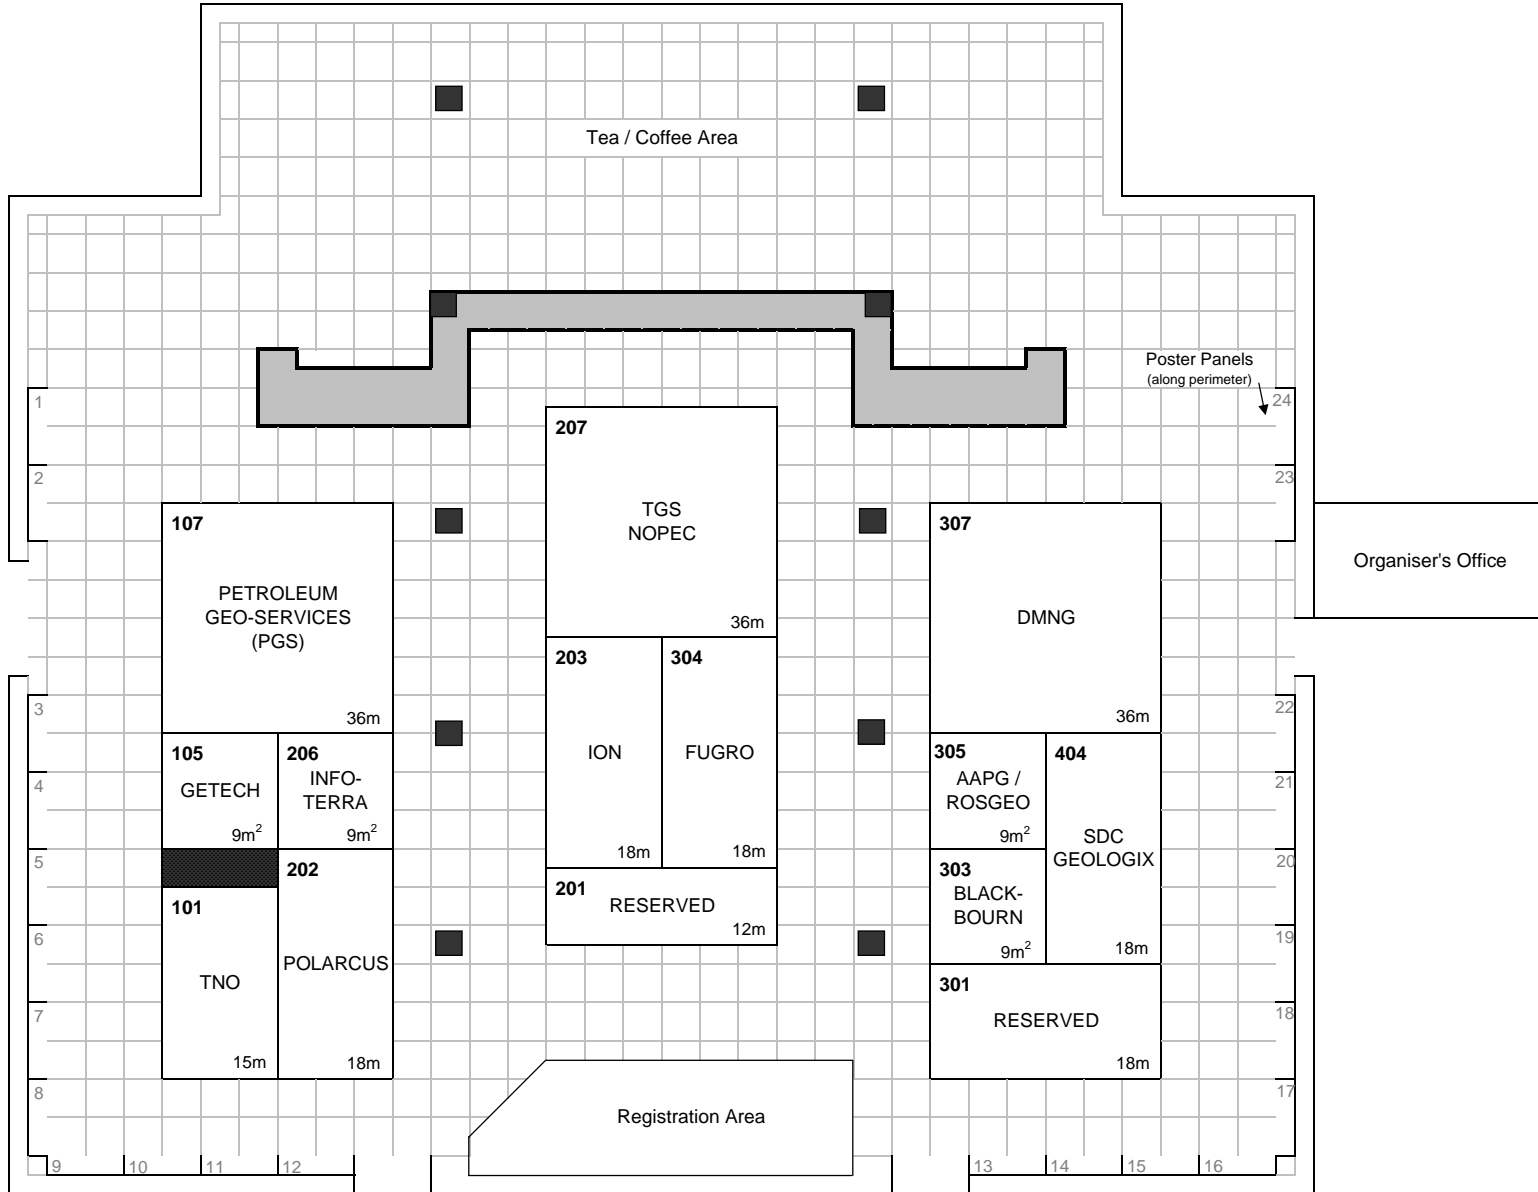 Tea / Coffee Area
Poster Panels
(along perimeter)
1
24
2
23
207
TGS
NOPEC
36m
107
PETROLEUM
GEO-SERVICES
(PGS)
36m
307
DMNG
36m
Organiser's Office
203
ION
18m
304
FUGRO
18m
3
22
105
GETECH
9m²
206
INFO-
TERRA
9m²
305
AAPG /
ROSGEO
9m²
404
SDC
GEOLOGIX
18m
4
21
5
20
202
POLARCUS
18m
101
TNO
15m
201
RESERVED
12m
303
BLACK-
BOURN
9m²
6
19
301
RESERVED
18m
7
18
8
17
Registration Area
9
10
11
12
13
14
15
16